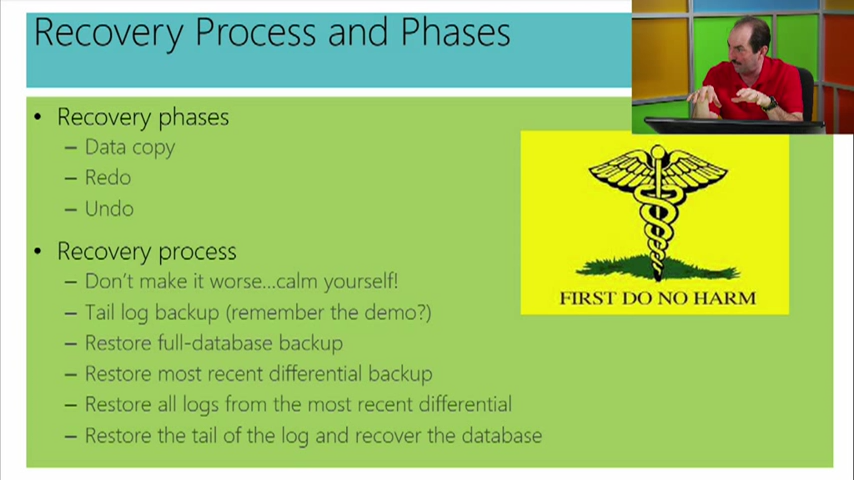 Recovery Process and Phases
• Recovery phases
– Data copy
– Redo
– Undo
• Recovery process
– Don't make it worse...calm yourself!
– Tail log backup (remember the demo?)
– Restore full-database backup
– Restore most recent differential backup
– Restore all logs from the most recent differential
– Restore the tail of the log and recover the database
FIRST DO NO HARM